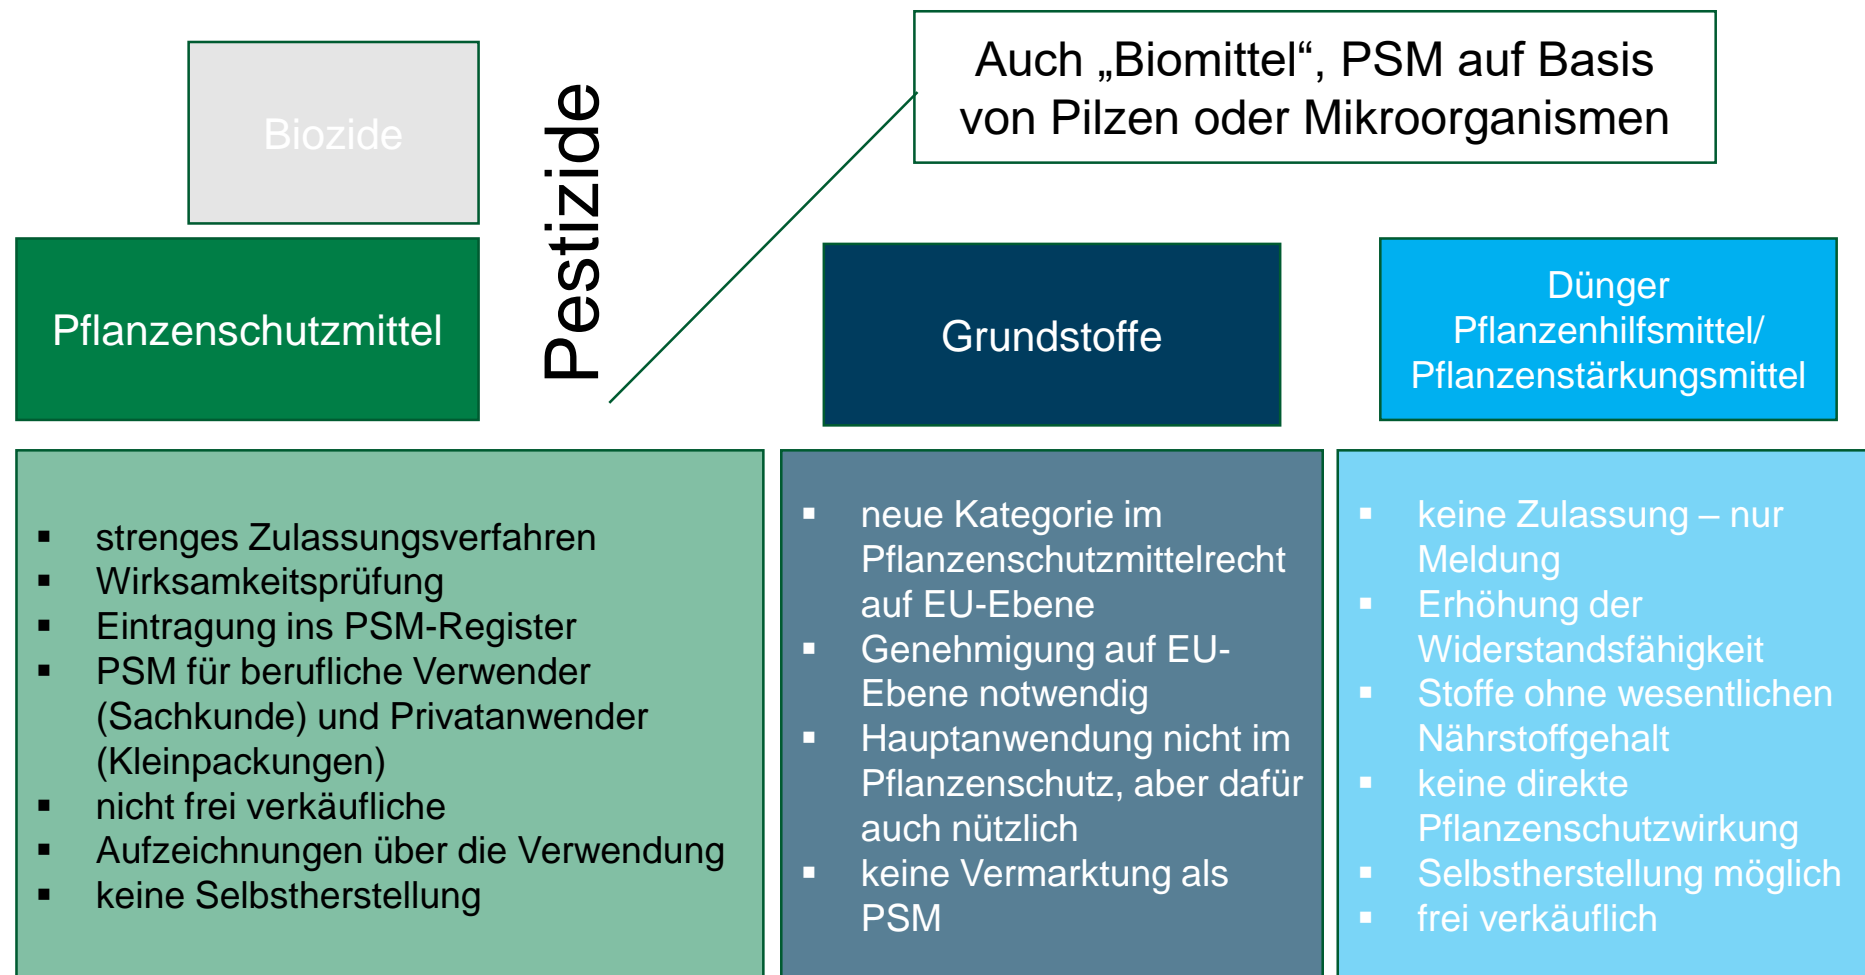 Auch „Biomittel“, PSM auf Basis
von Pilzen oder Mikroorganismen
Biozide
Pestizide
Pflanzenschutzmittel
Grundstoffe
Dünger
Pflanzenhilfsmittel/
Pflanzenstärkungsmittel
▪ strenges Zulassungsverfahren
▪ Wirksamkeitsprüfung
▪ Eintragung ins PSM-Register
▪ PSM für berufliche Verwender
(Sachkunde) und Privatanwender
(Kleinpackungen)
▪ nicht frei verkäufliche
▪ Aufzeichnungen über die Verwendung
▪ keine Selbstherstellung
▪ neue Kategorie im
Pflanzenschutzmittelrecht
auf EU-Ebene
▪ Genehmigung auf EU-
Ebene notwendig
▪ Hauptanwendung nicht im
Pflanzenschutz, aber dafür
auch nützlich
▪ keine Vermarktung als
PSM
▪ keine Zulassung – nur
Meldung
▪ Erhöhung der
Widerstandsfähigkeit
▪ Stoffe ohne wesentlichen
Nährstoffgehalt
▪ keine direkte
Pflanzenschutzwirkung
▪ Selbstherstellung möglich
▪ frei verkäuflich